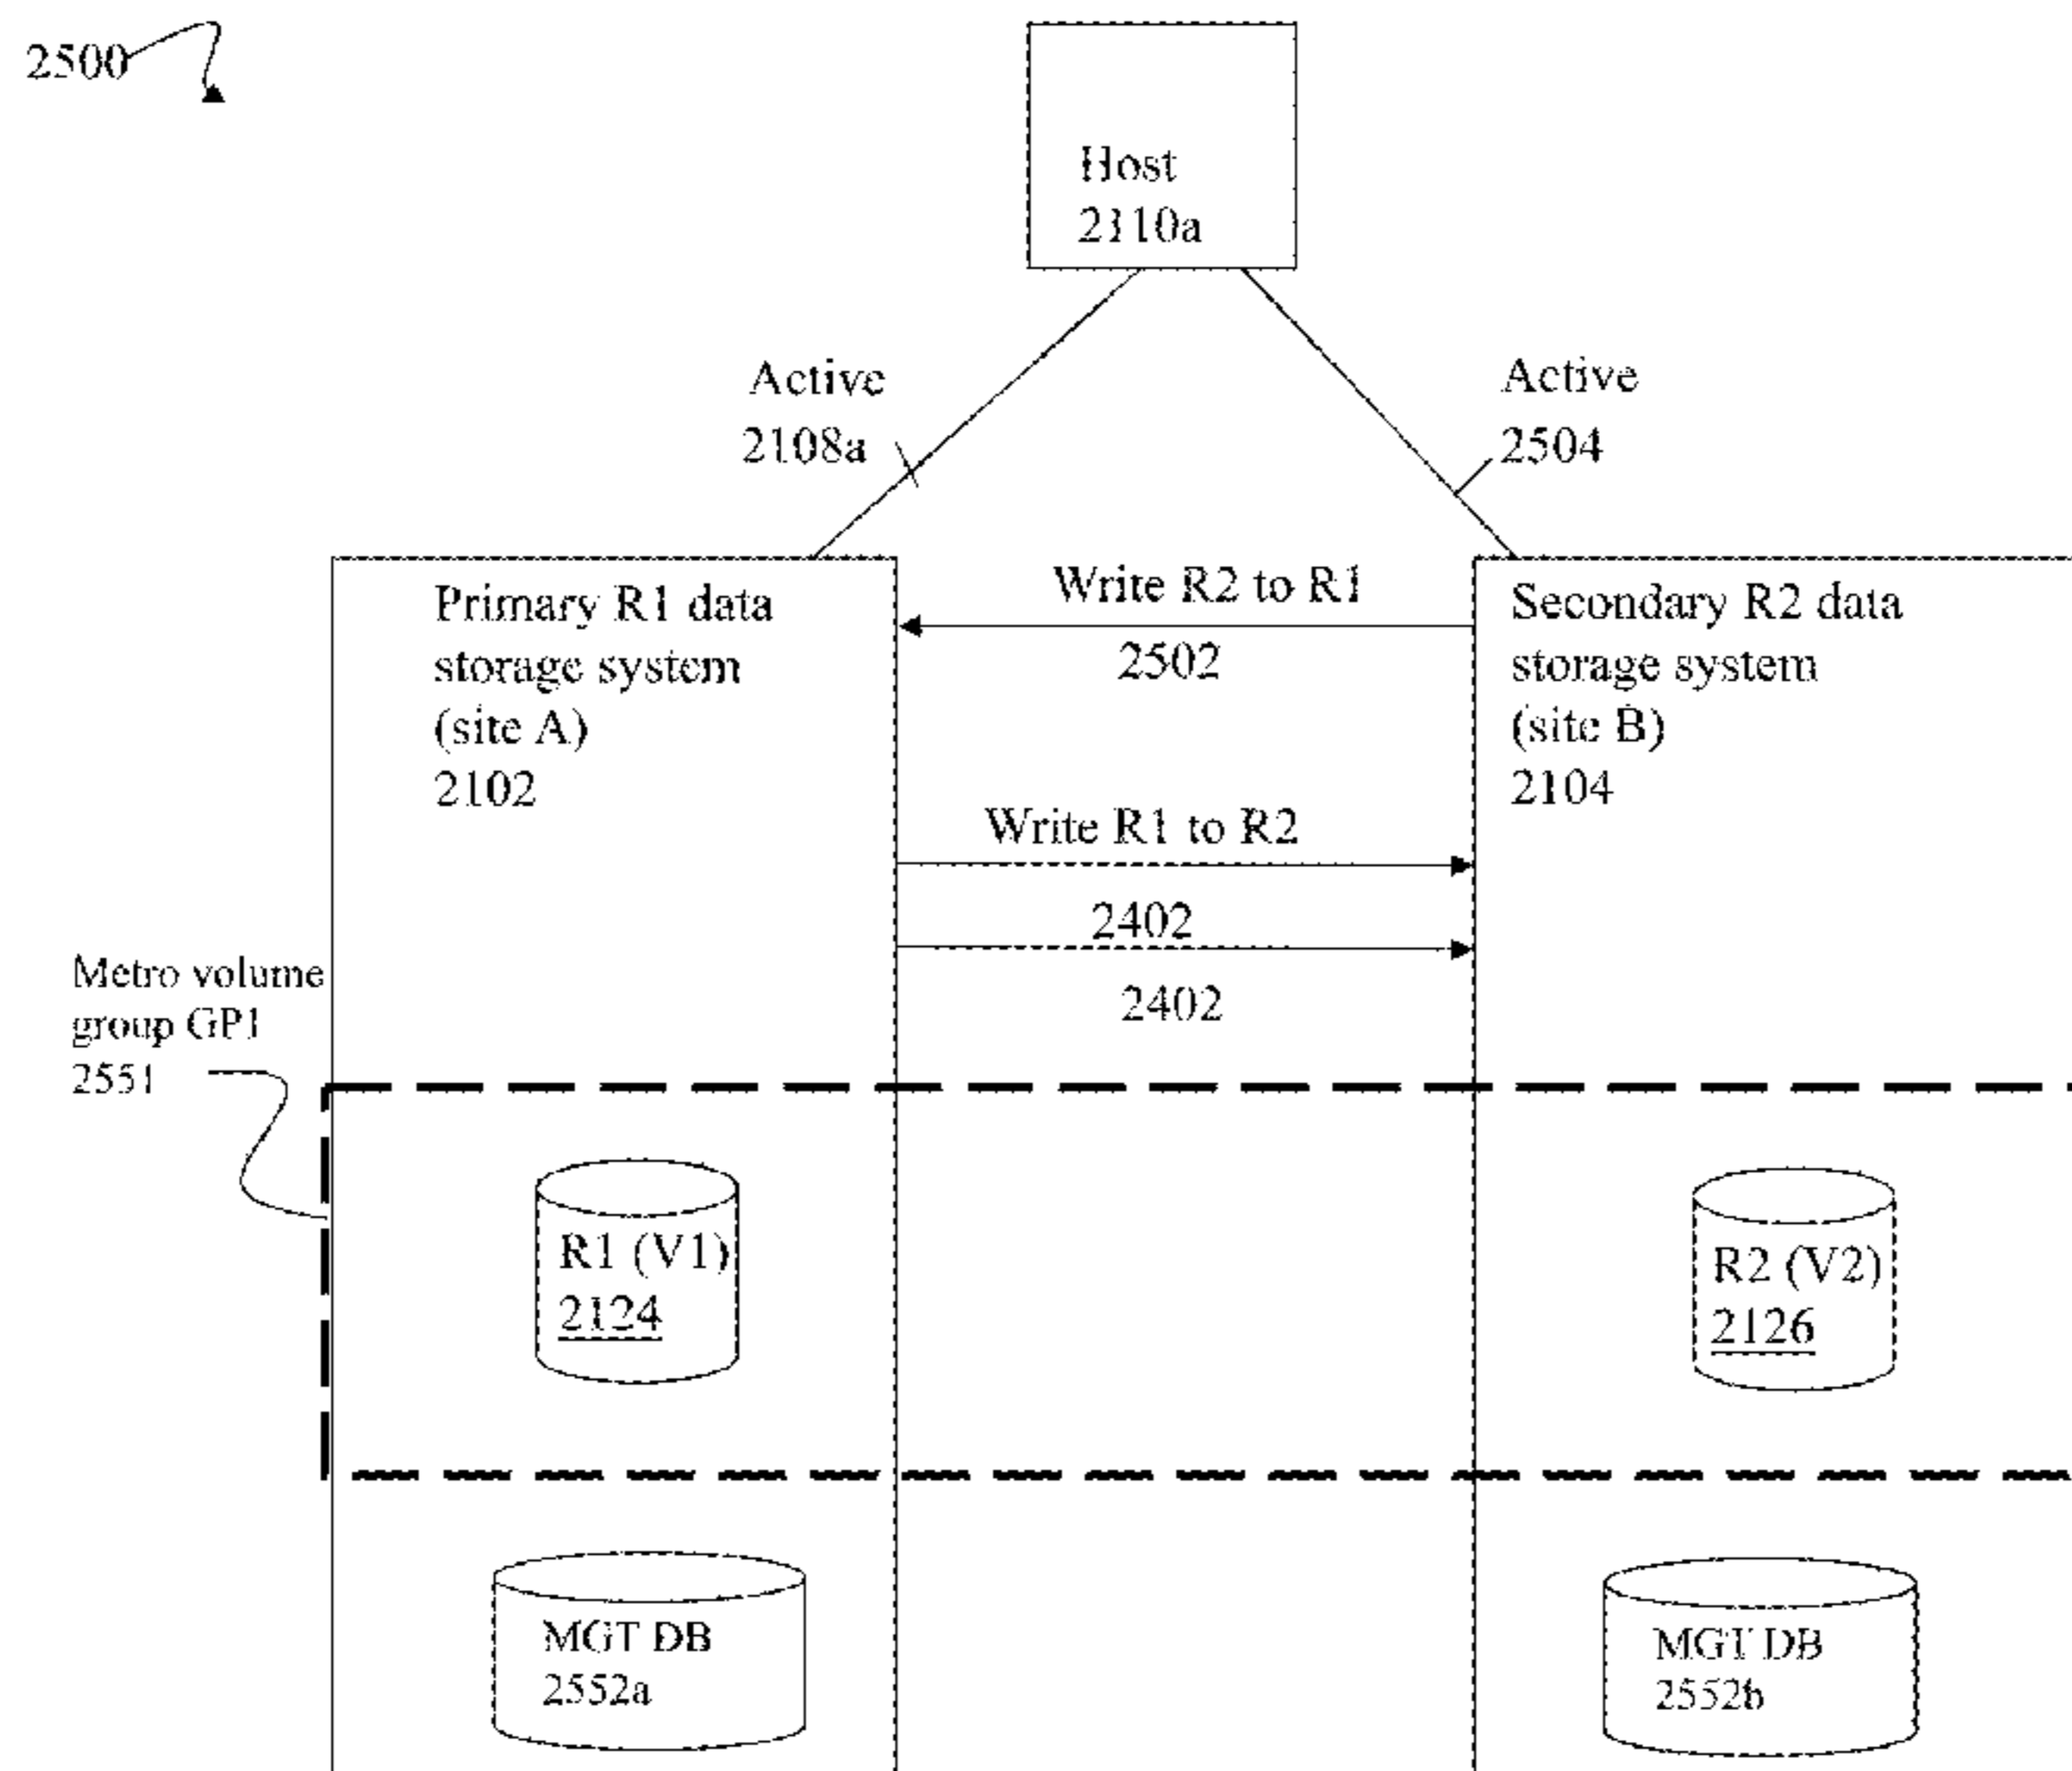 2500
Host
2110a
Active
2108a
Active
2504
Primary R1 data
storage system
(site A)
2102
Write R2 to R1
2502
Secondary R2 data
storage system
(site B)
2104
Write R1 to R2
2402
2402
Metro volume
group GP1
2551
R1 (V1)
2124
R2 (V2)
2126
MGT DB
2552a
MGT DB
2552b